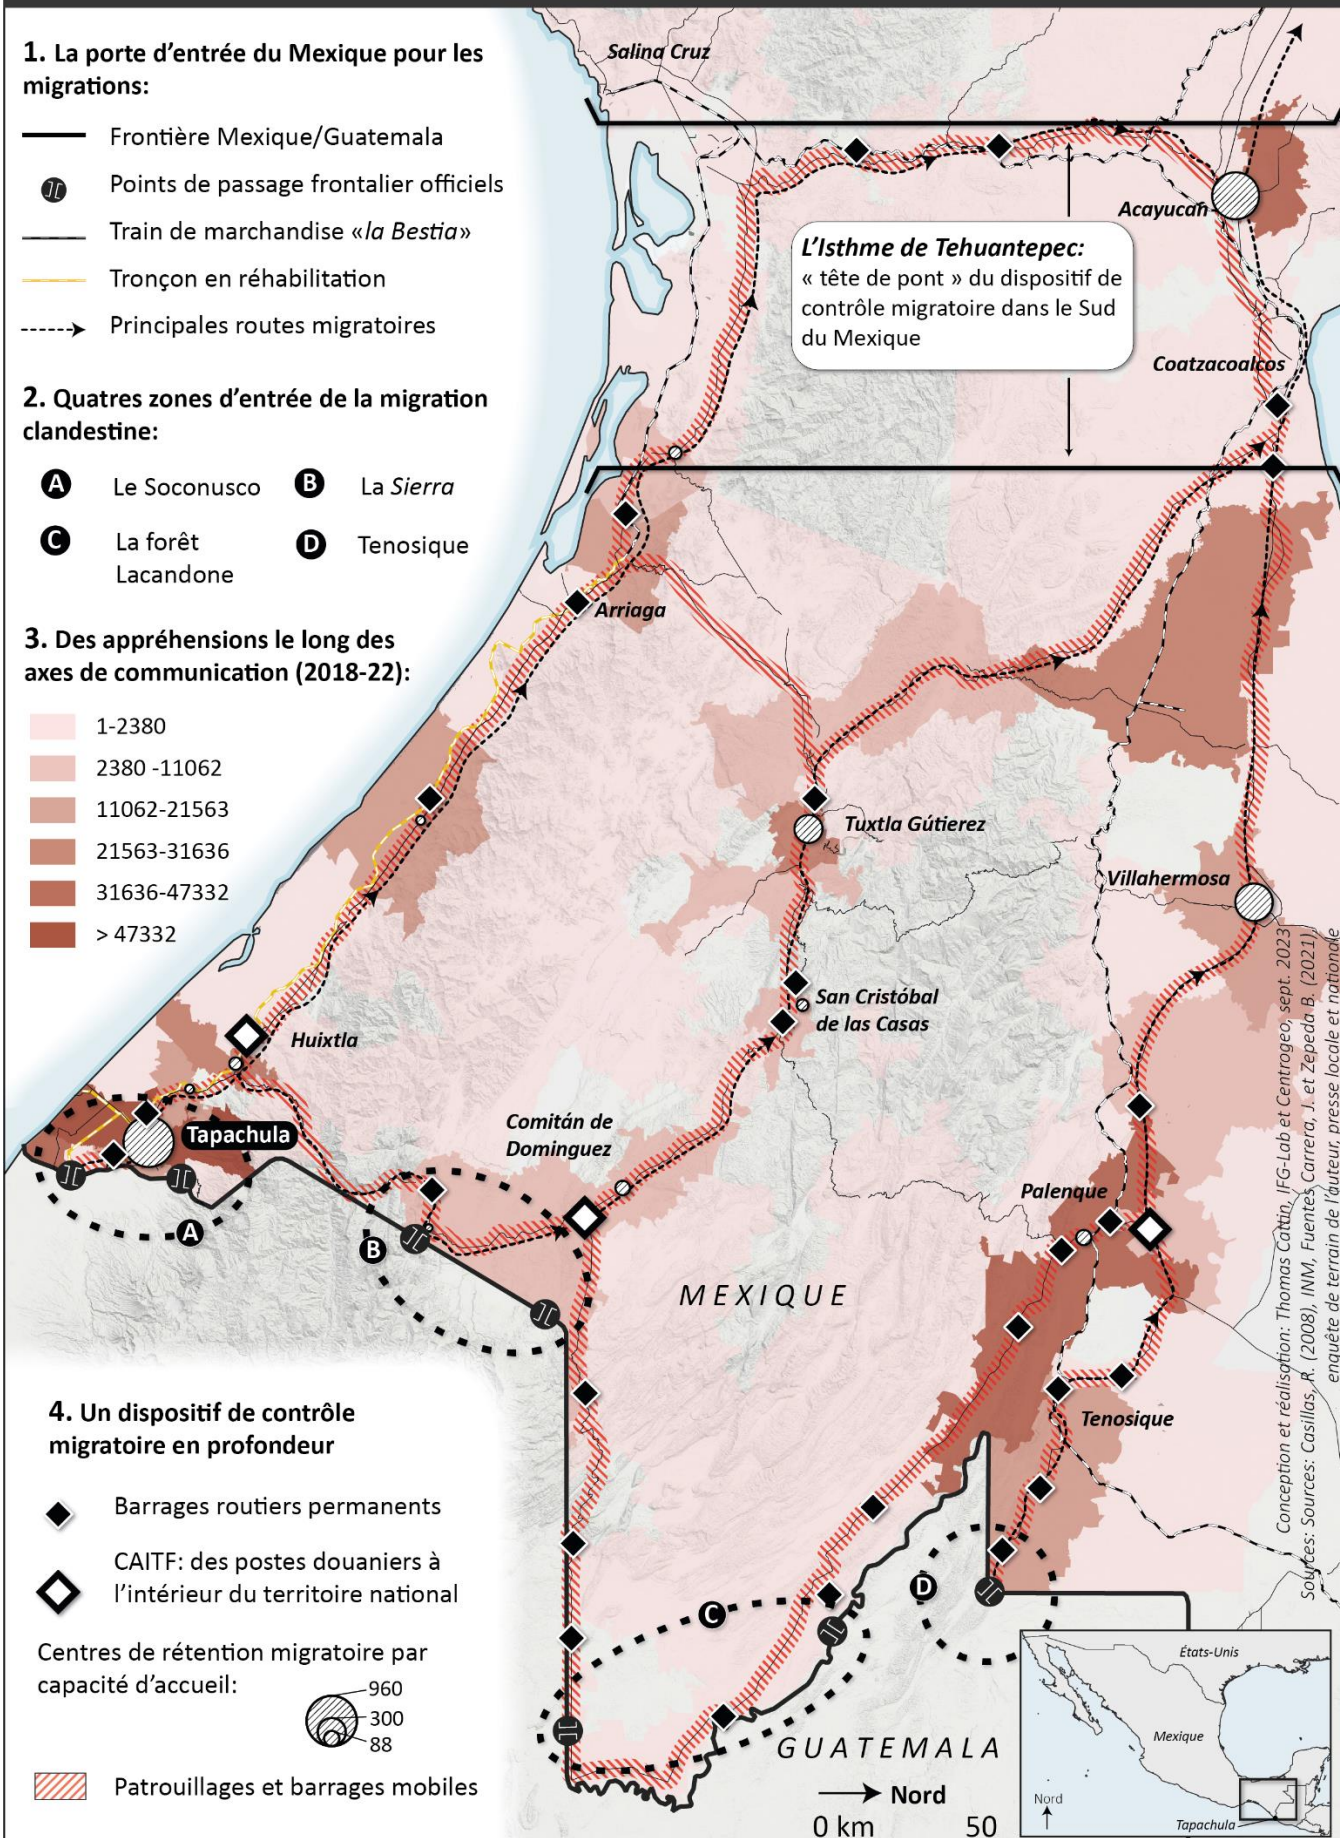 1. La porte d'entrée du Mexique pour les
migrations:
Frontière Mexique/Guatemala
Points de passage frontalier officiels
Train de marchandise «la Bestia»
Tronçon en réhabilitation
Principales routes migratoires
2. Quatres zones d'entrée de la migration
clandestine:
A Le Soconusco
B La Sierra
C La forêt
Lacandone
D Tenosique
3. Des appréhensions le long des
axes de communication (2018-22):
1-2380
2380 -11062
11062-21563
21563-31636
31636-47332
> 47332
4. Un dispositif de contrôle
migratoire en profondeur
Barrages routiers permanents
CAITF: des postes douaniers à
l'intérieur du territoire national
Centres de rétention migratoire par
capacité d'accueil:
960
300
88
Patrouillages et barrages mobiles
Salina Cruz
Acayucan
L'Isthme de Tehuantepec:
« tête de pont » du dispositif de
contrôle migratoire dans le Sud
du Mexique
Coatzacoalcos
Arriaga
Tuxtla Gútierez
Villahermosa
San Cristóbal
de las Casas
Huixtla
Tapachula
Comitán de
Dominguez
Palenque
MEXIQUE
Tenosique
A
B
C
D
GUATEMALA
Nord
0 km 50
États-Unis
Mexique
Nord
Tapachula
Conception et réalisation: Thomas Cattin, IFG-Lab et Centrogeo, sept. 2023
Sources: Sources: Casillas, R. (2008), INM, Fuentes Carrera, J. et Zepeda B. (2021),
enquête de terrain de l'auteur, presse locale et nationale